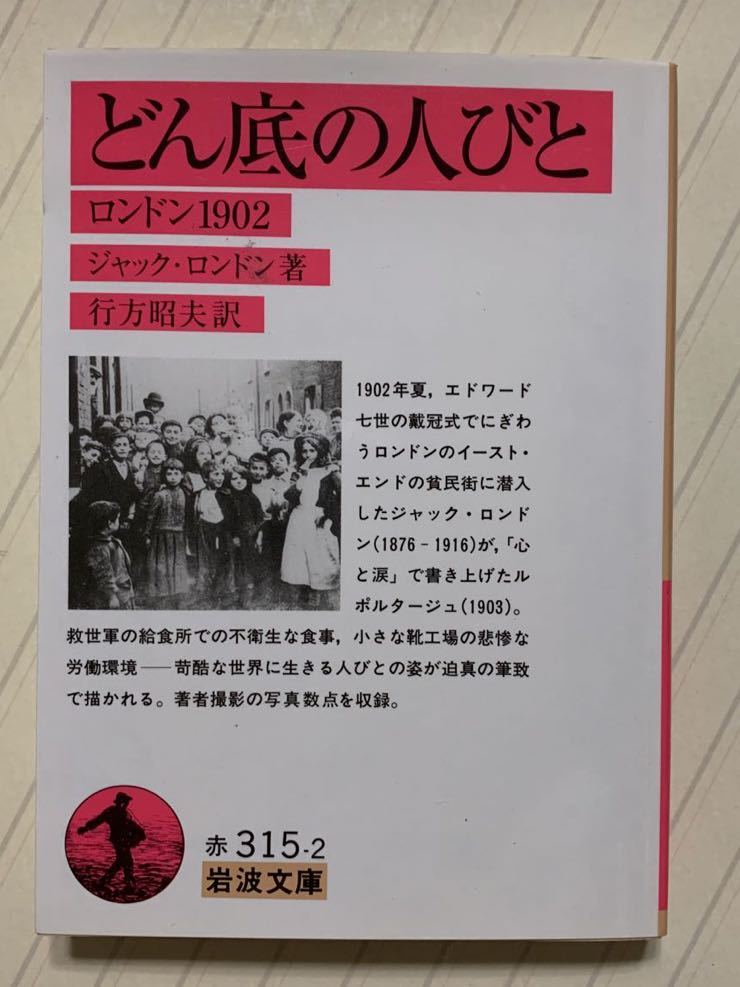 どん底の人びと
ロンドン1902
ジャック・ロンドン著
行方昭夫訳
1902年夏，エドワード
七世の戴冠式でにぎわ
うロンドンのイースト・
エンドの貧民街に潜入
したジャック・ロンド
ン(1876–1916)が，「心
と涙」で書き上げたル
ポルタージュ(1903)。
救世軍の給食所での不衛生な食事，小さな靴工場の悲惨な
労働環境──苛酷な世界に生きる人びとの姿が迫真の筆致
で描かれる。著者撮影の写真数点を収録。
赤315-2
岩波文庫